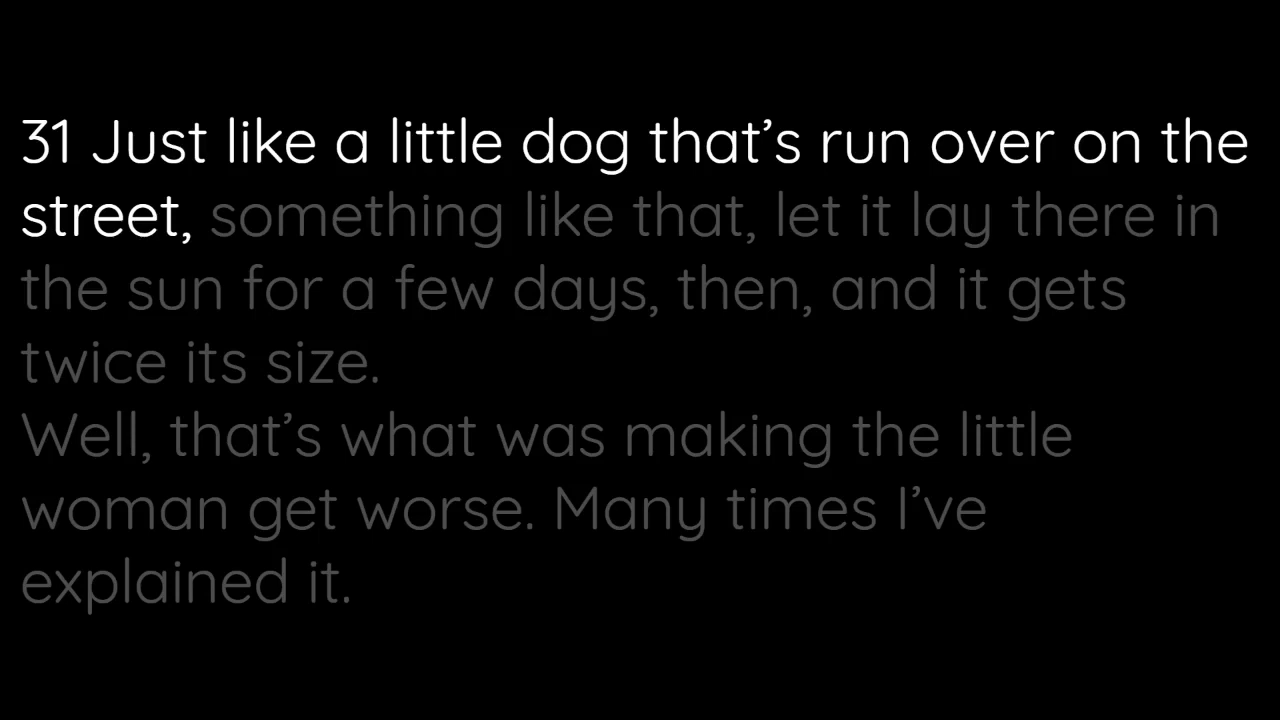 31 Just like a little dog that’s run over on the
street, something like that, let it lay there in
the sun for a few days, then, and it gets
twice its size.
Well, that’s what was making the little
woman get worse. Many times I’ve
explained it.